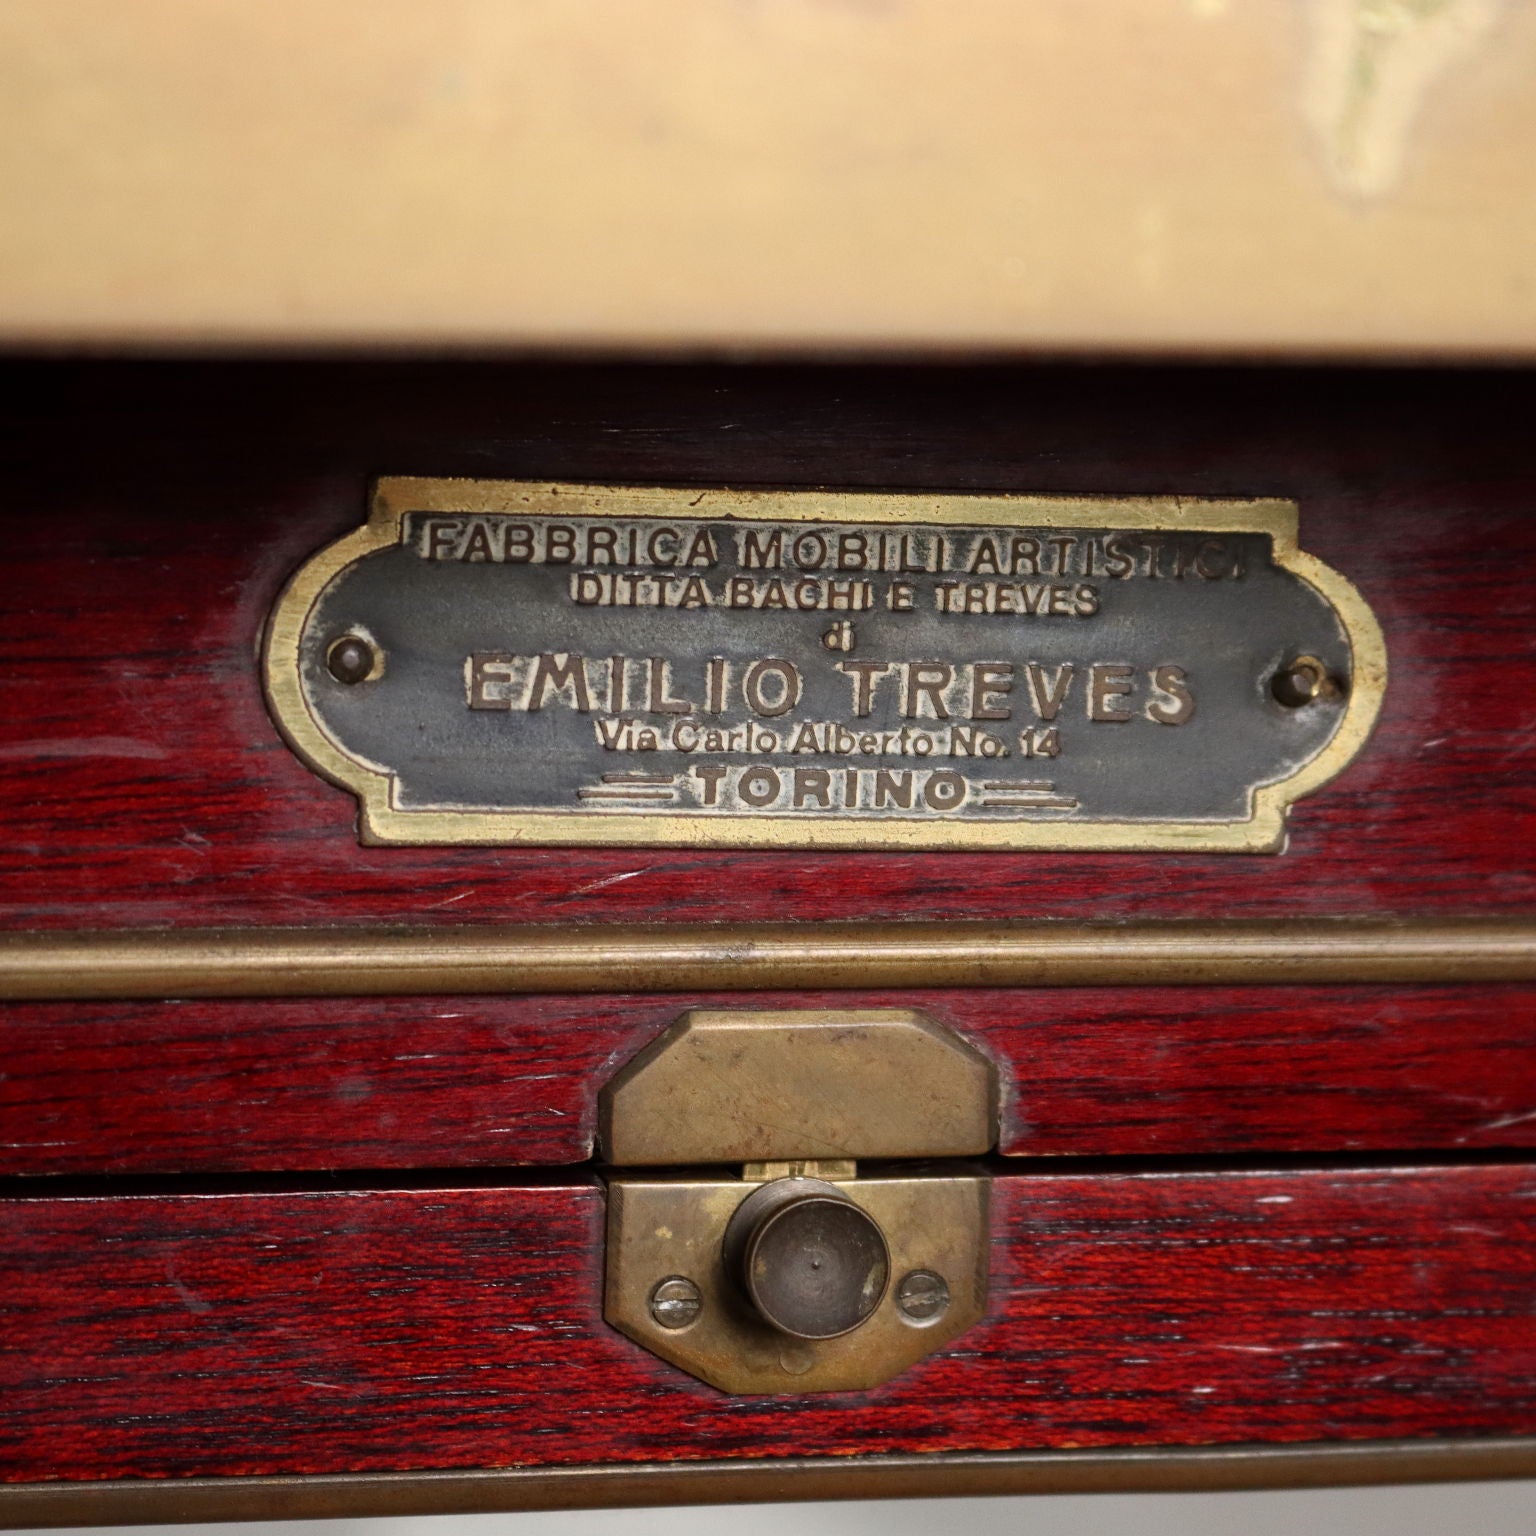 FABBRICA MOBILI ARTISTICI
DITTA BACHI E TREVES
di
EMILIO TREVES
Via Carlo Alberto No. 14
TORINO